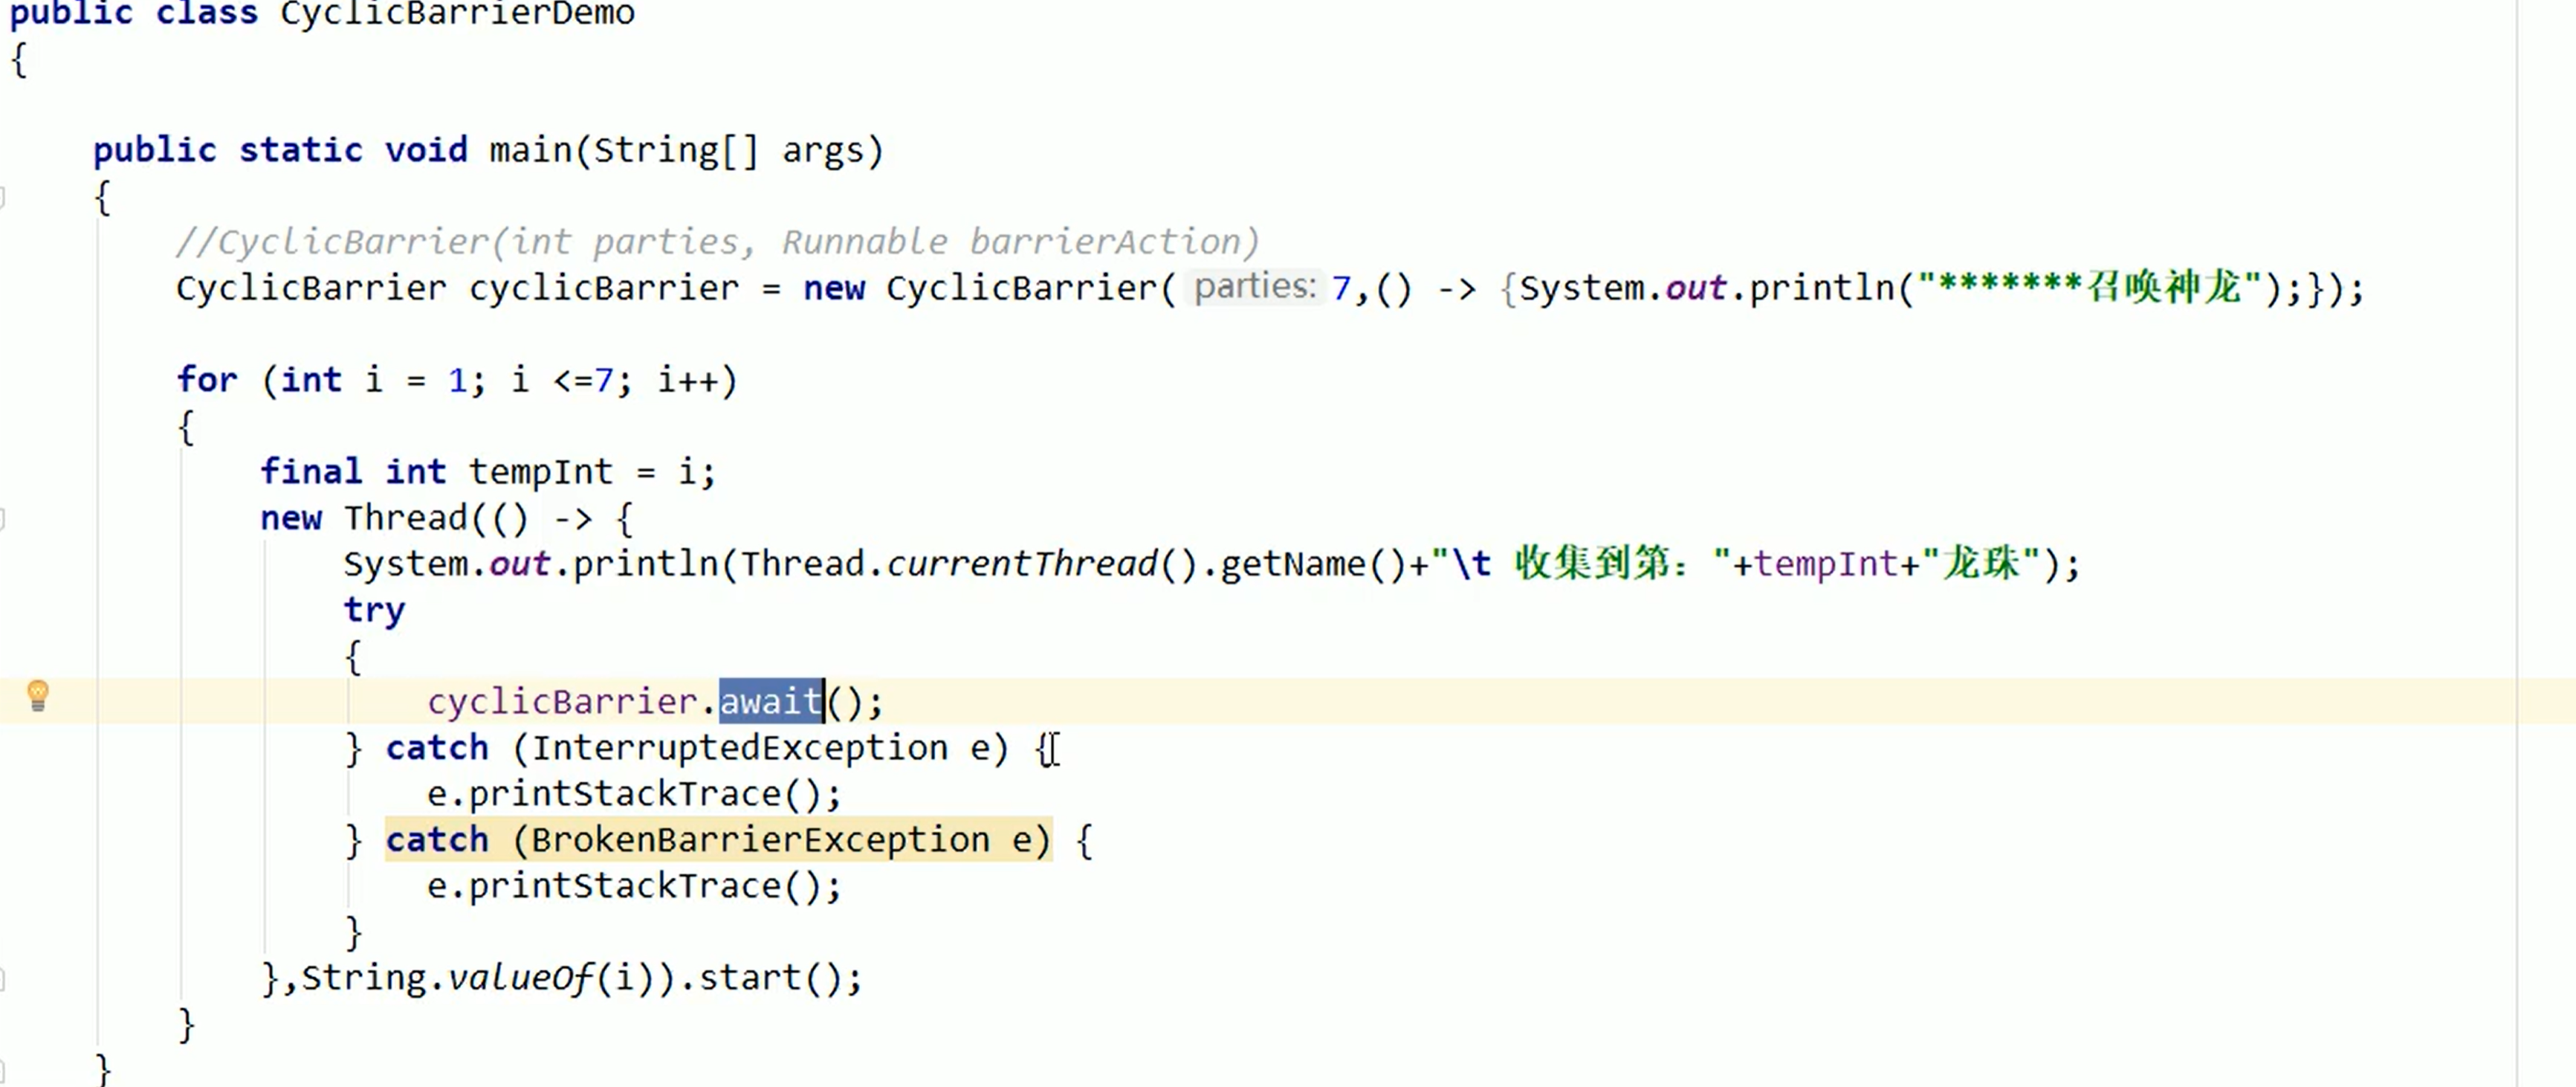 public class CyclicBarrierDemo
{
public static void main(String[] args)
{
//CyclicBarrier(int parties, Runnable barrierAction)
CyclicBarrier cyclicBarrier = new CyclicBarrier( parties: 7,() -> {System.out.println("*******召唤神龙");});
for (int i = 1; i <=7; i++)
{
final int tempInt = i;
new Thread(() -> {
System.out.println(Thread.currentThread().getName()+"\t 收集到第："+tempInt+"龙珠");
try
{
cyclicBarrier.await();
} catch (InterruptedException e) {
e.printStackTrace();
} catch (BrokenBarrierException e) {
e.printStackTrace();
}
},String.valueOf(i)).start();
}
}